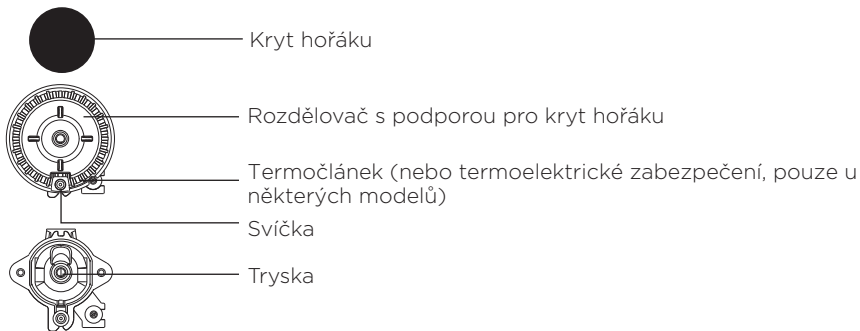 Kryt hořáku
Rozdělovač s podporou pro kryt hořáku
Termočlánek (nebo termoelektrické zabezpečení, pouze u
některých modelů)
Svíčka
Tryska